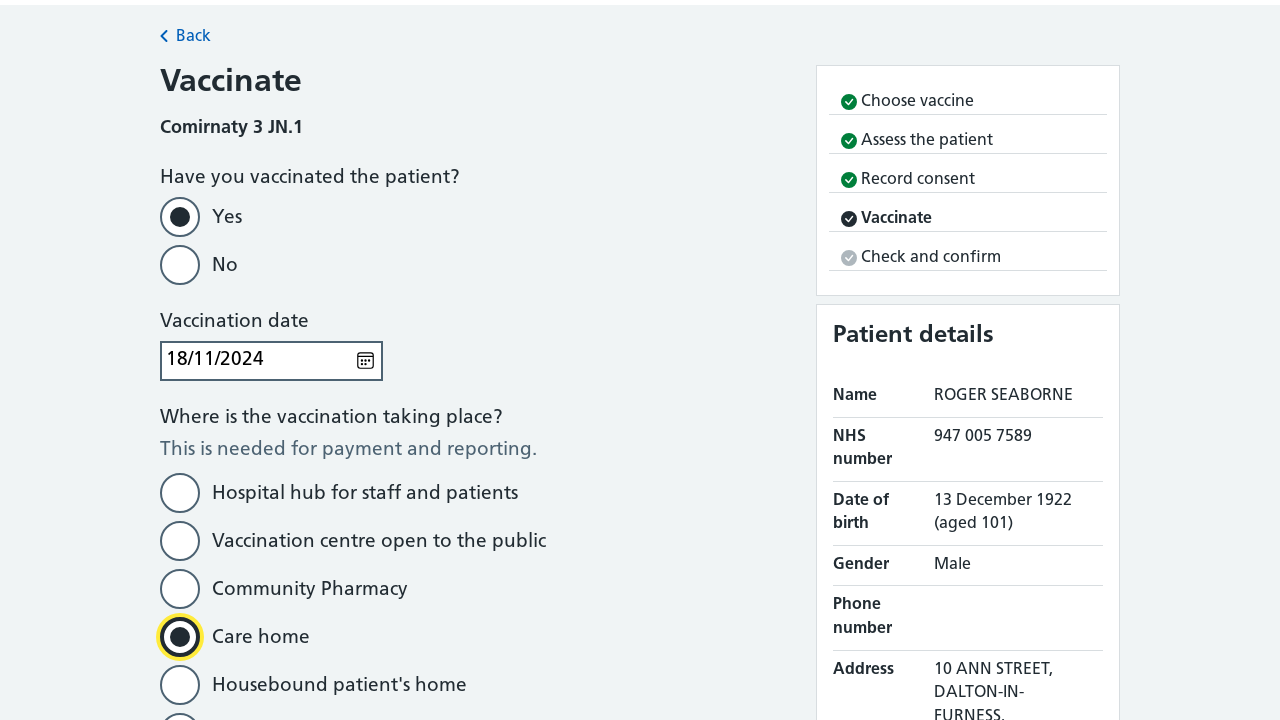 Back
Vaccinate
Comirnaty 3 JN.1
Have you vaccinated the patient?
Yes
No
Vaccination date
18/11/2024
Where is the vaccination taking place?
This is needed for payment and reporting.
Hospital hub for staff and patients
Vaccination centre open to the public
Community Pharmacy
Care home
Housebound patient's home
Choose vaccine
Assess the patient
Record consent
Vaccinate
Check and confirm
Patient details
Name ROGER SEABORNE
NHS number 947 005 7589
Date of birth 13 December 1922 (aged 101)
Gender Male
Phone number
Address 10 ANN STREET,
DALTON-IN-
FURNESS,